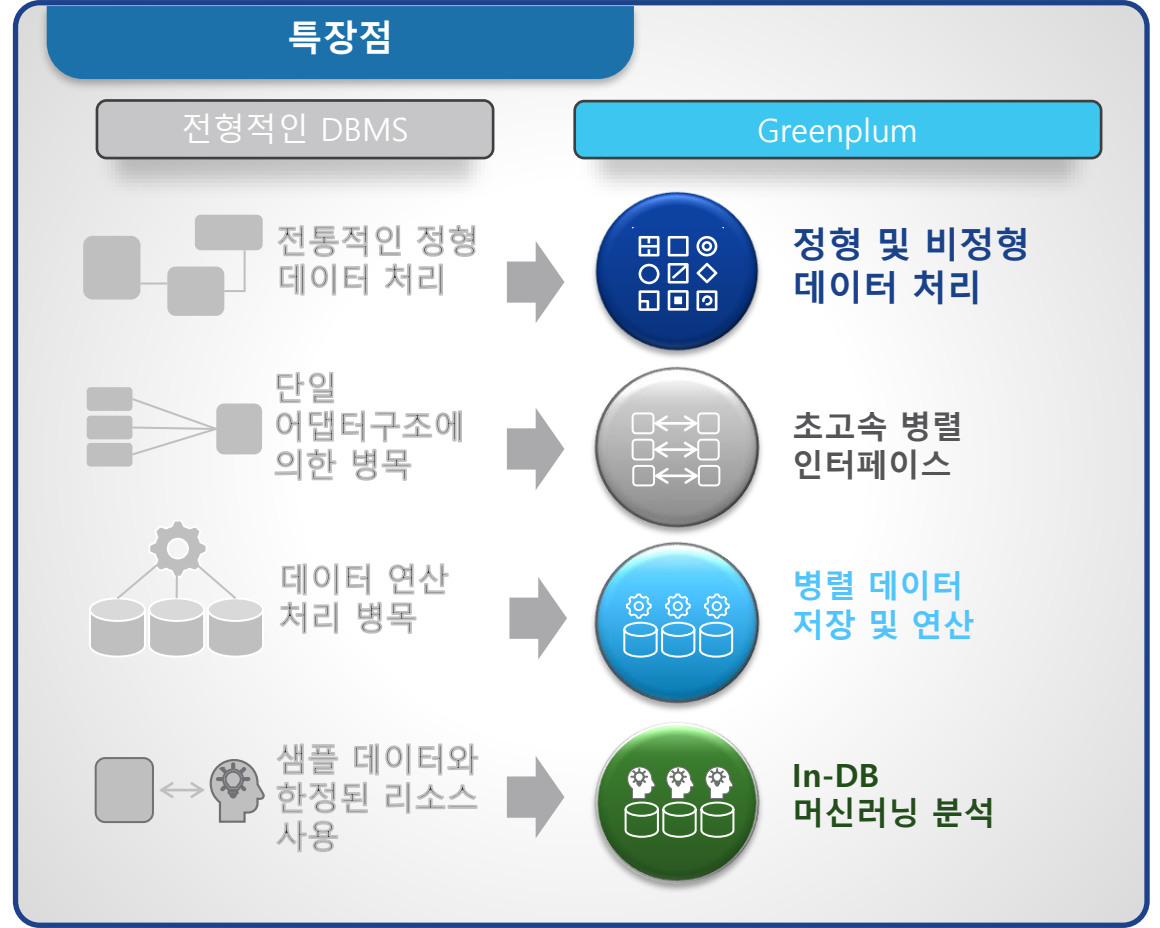 특장점
전형적인 DBMS
Greenplum
전통적인 정형
데이터 처리
정형 및 비정형
데이터 처리
단일
어댑터구조에
의한 병목
초고속 병렬
인터페이스
데이터 연산
처리 병목
병렬 데이터
저장 및 연산
샘플 데이터와
한정된 리소스
사용
In-DB
머신러닝 분석